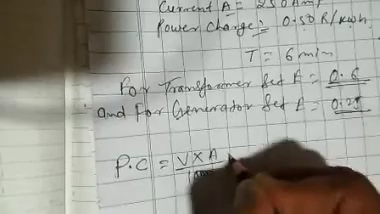 Current A = 250 Amp
Power Charge = 0.50 R/kwh
T = 6 min
For Transformer Set E = 0.6
and For Generator Set E = 0.25
P.C = V X A